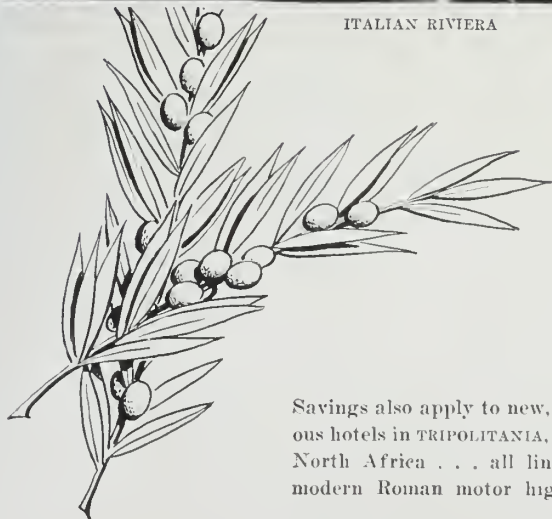 ITALIAN RIVIERA
Savings also apply to new,
ous hotels in TRIPOLITANIA,
North Africa . . . all lin
modern Roman motor hig